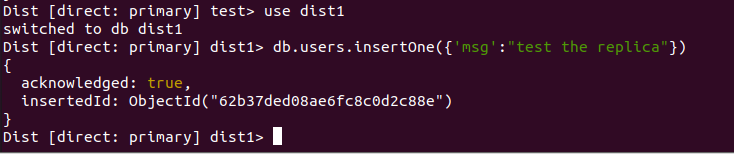 Dist [direct: primary] test> use dist1
switched to db dist1
Dist [direct: primary] dist1> db.users.insertOne({'msg':"test the replica"})
{
  acknowledged: true,
  insertedId: ObjectId("62b37ded08ae6fc8c0d2c88e")
}
Dist [direct: primary] dist1>